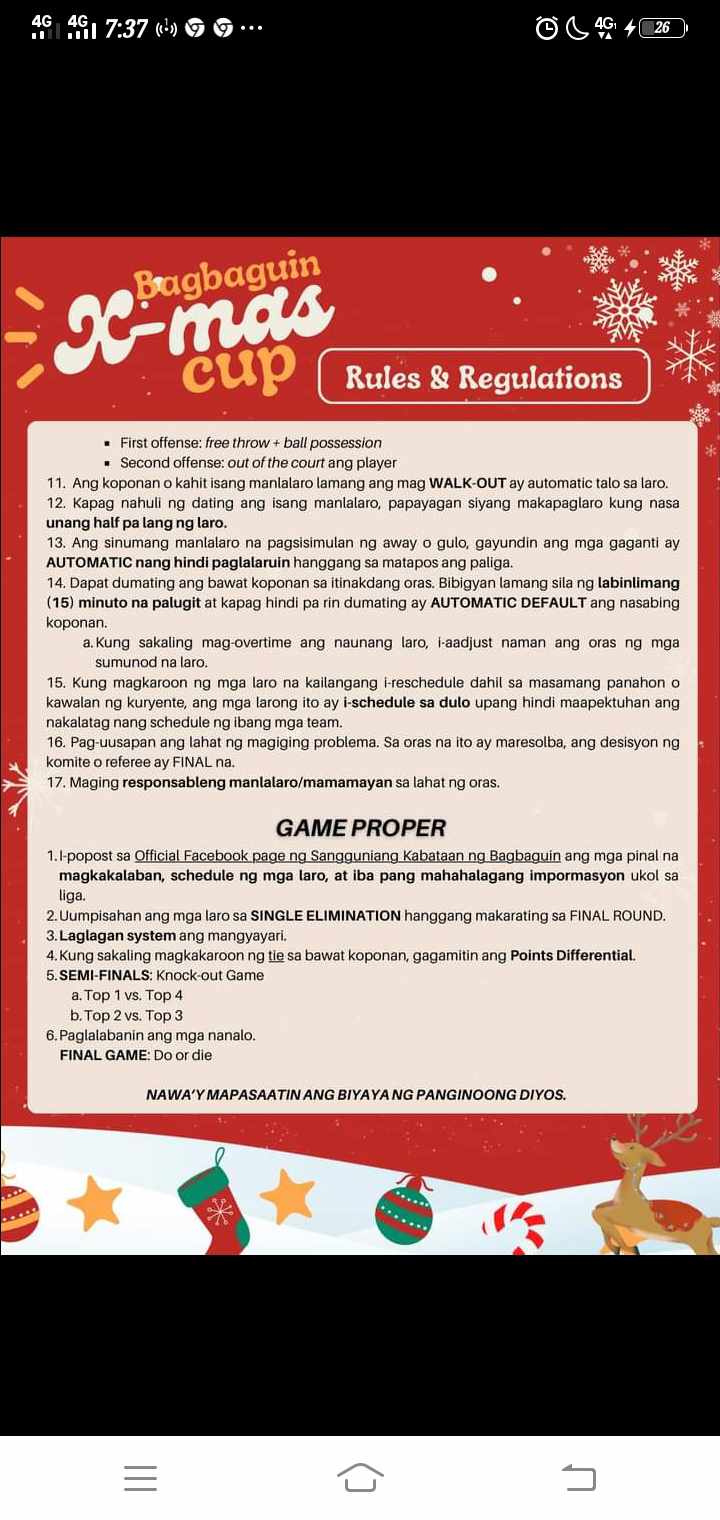 4G 4G 7:37 ... 4G 26
Bagbaguin
X-mas
cup
Rules & Regulations
▪ First offense: free throw + ball possession
▪ Second offense: out of the court ang player
11. Ang koponan o kahit isang manlalaro lamang ang mag WALK-OUT ay automatic talo sa laro.
12. Kapag nahuli ng dating ang isang manlalaro, papayagan siyang makapaglaro kung nasa
unang half pa lang ng laro.
13. Ang sinumang manlalaro na pagsisimulan ng away o gulo, gayundin ang mga gaganti ay
AUTOMATIC nang hindi paglalaruin hanggang sa matapos ang paliga.
14. Dapat dumating ang bawat koponan sa itinakdang oras. Bibigyan lamang sila ng labinlimang
(15) minuto na palugit at kapag hindi pa rin dumating ay AUTOMATIC DEFAULT ang nasabing
koponan.
a. Kung sakaling mag-overtime ang naunang laro, i-aadjust naman ang oras ng mga
sumunod na laro.
15. Kung magkaroon ng mga laro na kailangang i-reschedule dahil sa masamang panahon o
kawalan ng kuryente, ang mga larong ito ay i-schedule sa dulo upang hindi maapektuhan ang
nakalatag nang schedule ng ibang mga team.
16. Pag-uusapan ang lahat ng magiging problema. Sa oras na ito ay maresolba, ang desisyon ng
komite o referee ay FINAL na.
17. Maging responsableng manlalaro/mamamayan sa lahat ng oras.
GAME PROPER
1. I-popost sa Official Facebook page ng Sangguniang Kabataan ng Bagbaguin ang mga pinal na
magkakalaban, schedule ng mga laro, at iba pang mahahalagang impormasyon ukol sa
liga.
2. Uumpisahan ang mga laro sa SINGLE ELIMINATION hanggang makarating sa FINAL ROUND.
3. Laglagan system ang mangyayari.
4. Kung sakaling magkakaroon ng tie sa bawat koponan, gagamitin ang Points Differential.
5. SEMI-FINALS: Knock-out Game
a. Top 1 vs. Top 4
b. Top 2 vs. Top 3
6. Paglalabanin ang mga nanalo.
FINAL GAME: Do or die
NAWA'Y MAPASAATIN ANG BIYAYA NG PANGINOONG DIYOS.